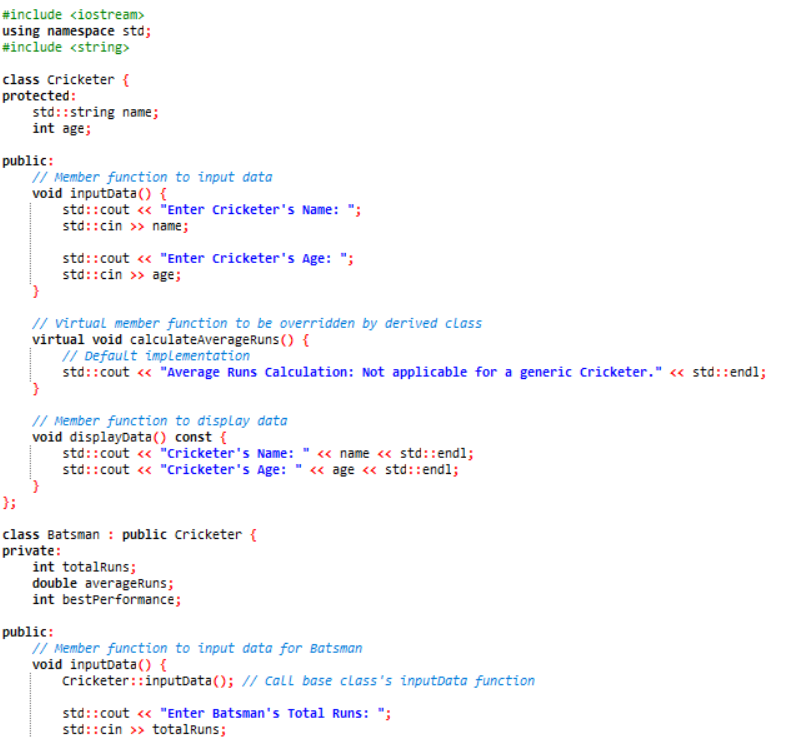 #include <iostream>
using namespace std;
#include <string>

class Cricketer {
protected:
    std::string name;
    int age;

public:
    // Member function to input data
    void inputData() {
        std::cout << "Enter Cricketer's Name: ";
        std::cin >> name;

        std::cout << "Enter Cricketer's Age: ";
        std::cin >> age;
    }

    // Virtual member function to be overridden by derived class
    virtual void calculateAverageRuns() {
        // Default implementation
        std::cout << "Average Runs Calculation: Not applicable for a generic Cricketer." << std::endl;
    }

    // Member function to display data
    void displayData() const {
        std::cout << "Cricketer's Name: " << name << std::endl;
        std::cout << "Cricketer's Age: " << age << std::endl;
    }
};

class Batsman : public Cricketer {
private:
    int totalRuns;
    double averageRuns;
    int bestPerformance;

public:
    // Member function to input data for Batsman
    void inputData() {
        Cricketer::inputData(); // Call base class's inputData function

        std::cout << "Enter Batsman's Total Runs: ";
        std::cin >> totalRuns;